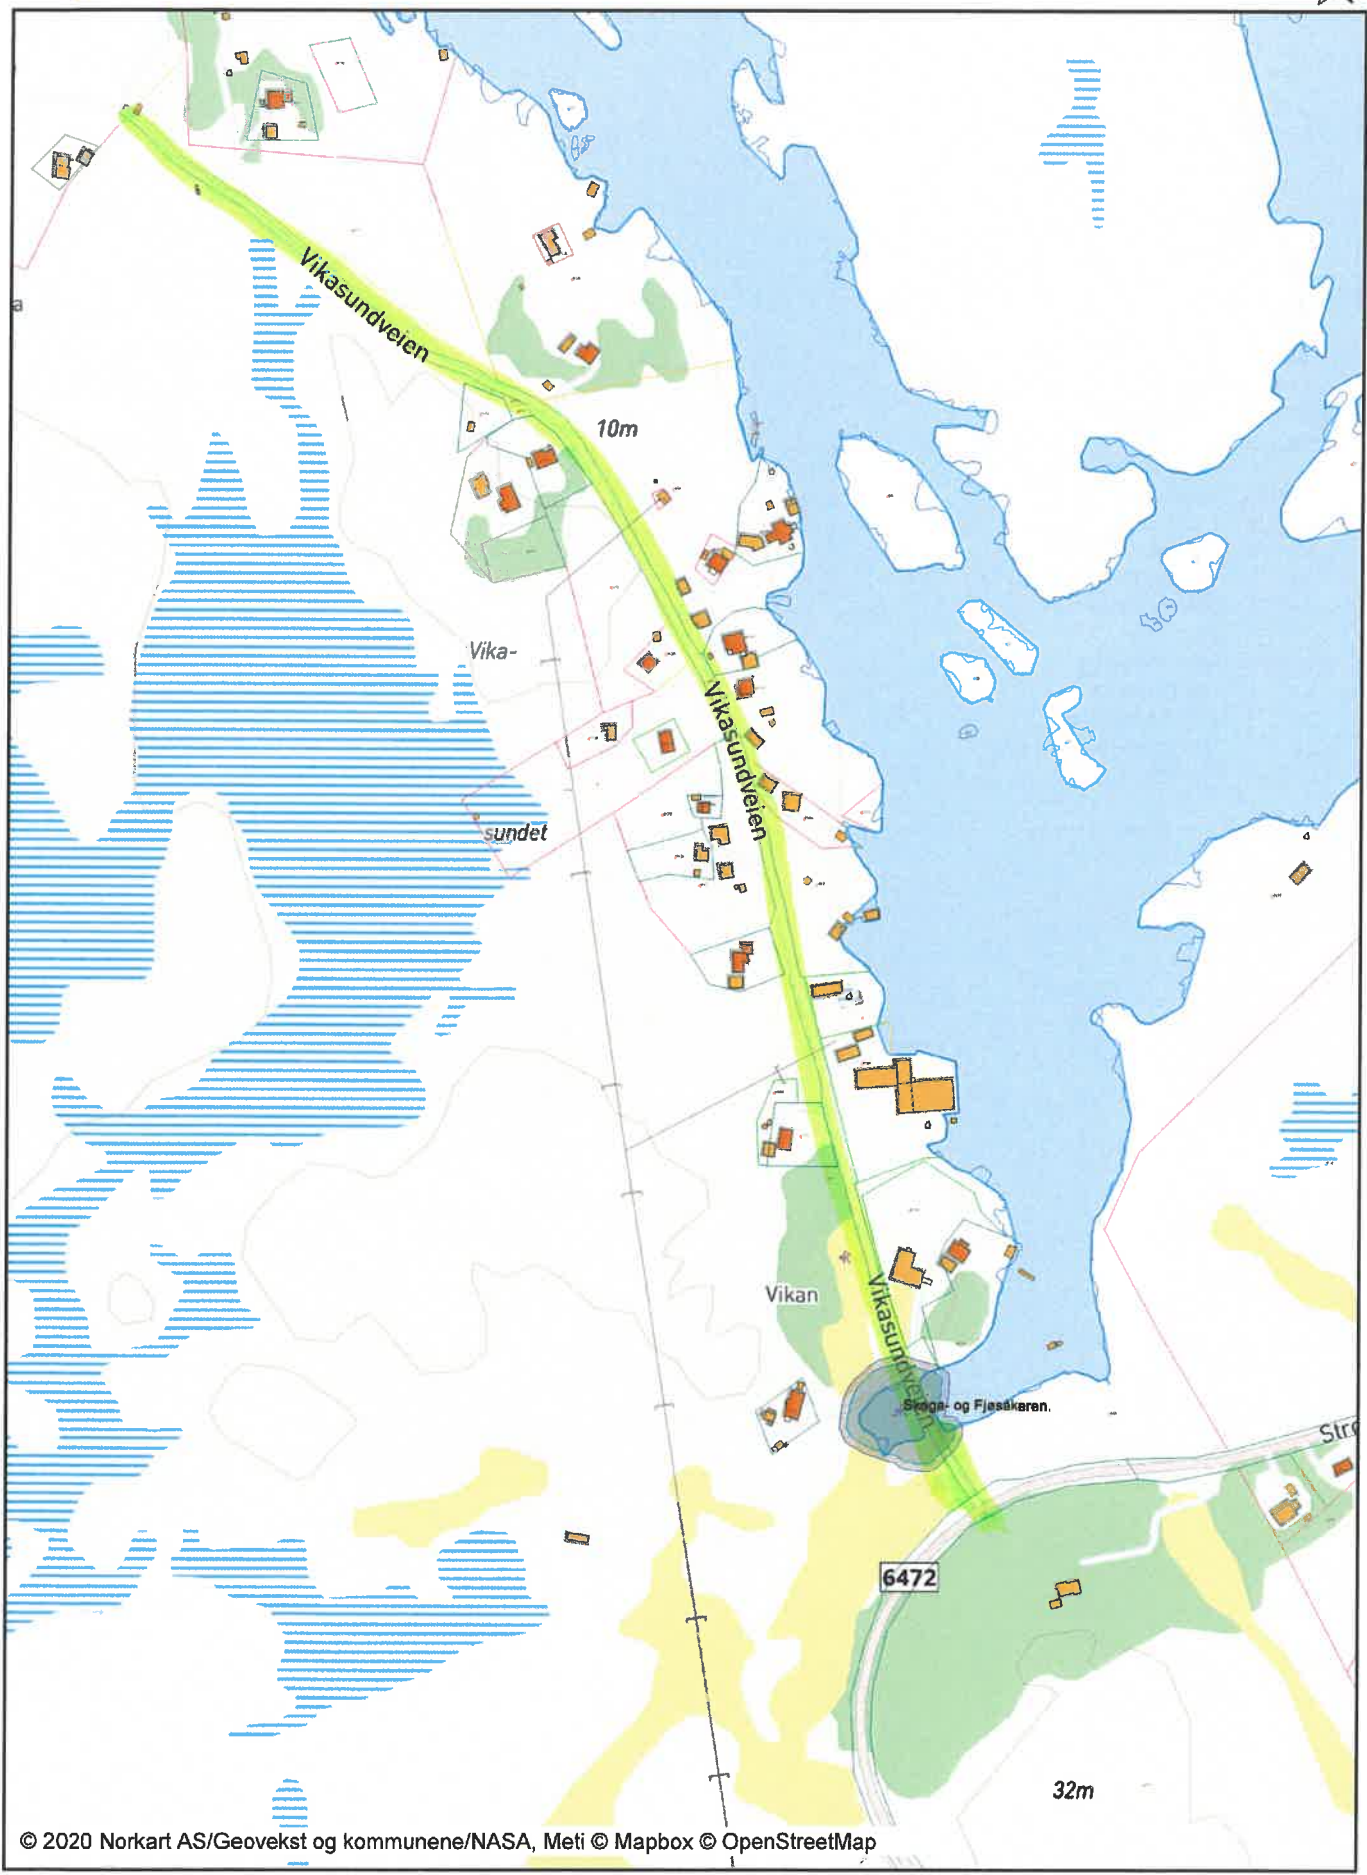 Vikasundveien
10m
Vika-
Vikasundveien
sundet
Vikan
Vikasundveien
Skoga- og Fjøsåkeren.
6472
32m
© 2020 Norkart AS/Geovekst og kommunene/NASA, Meti © Mapbox © OpenStreetMap